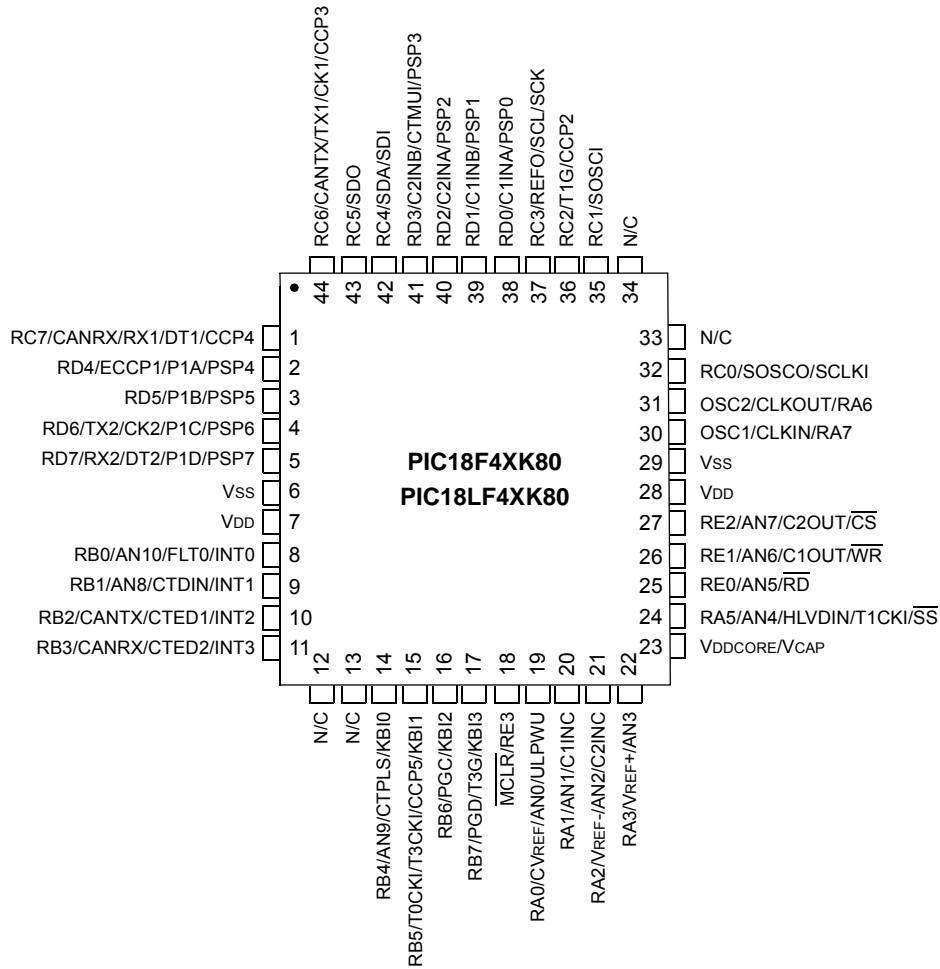 RC6/CANTX/TX1/CK1/CCP3
RC5/SDO
RC4/SDA/SDI
RD3/C2INB/CTMUI/PSP3
RD2/C2INA/PSP2
RD1/C1INB/PSP1
RD0/C1INA/PSP0
RC3/REFO/SCL/SCK
RC2/T1G/CCP2
RC1/SOSCI
N/C
44
43
42
41
40
39
38
37
36
35
34
RC7/CANRX/RX1/DT1/CCP4 1
RD4/ECCP1/P1A/PSP4 2
RD5/P1B/PSP5 3
RD6/TX2/CK2/P1C/PSP6 4
RD7/RX2/DT2/P1D/PSP7 5
VSS 6
VDD 7
RB0/AN10/FLT0/INT0 8
RB1/AN8/CTDIN/INT1 9
RB2/CANTX/CTED1/INT2 10
RB3/CANRX/CTED2/INT3 11
PIC18F4XK80
PIC18LF4XK80
33 N/C
32 RC0/SOSCO/SCLKI
31 OSC2/CLKOUT/RA6
30 OSC1/CLKIN/RA7
29 VSS
28 VDD
27 RE2/AN7/C2OUT/CS
26 RE1/AN6/C1OUT/WR
25 RE0/AN5/RD
24 RA5/AN4/HLVDIN/T1CKI/SS
23 VDDCORE/VCAP
12
13
14
15
16
17
18
19
20
21
22
N/C
N/C
RB4/AN9/CTPLS/KBI0
RB5/T0CKI/T3CKI/CCP5/KBI1
RB6/PGC/KBI2
RB7/PGD/T3G/KBI3
MCLR/RE3
RA0/CVREF/AN0/ULPWU
RA1/AN1/C1INC
RA2/VREF-/AN2/C2INC
RA3/VREF+/AN3